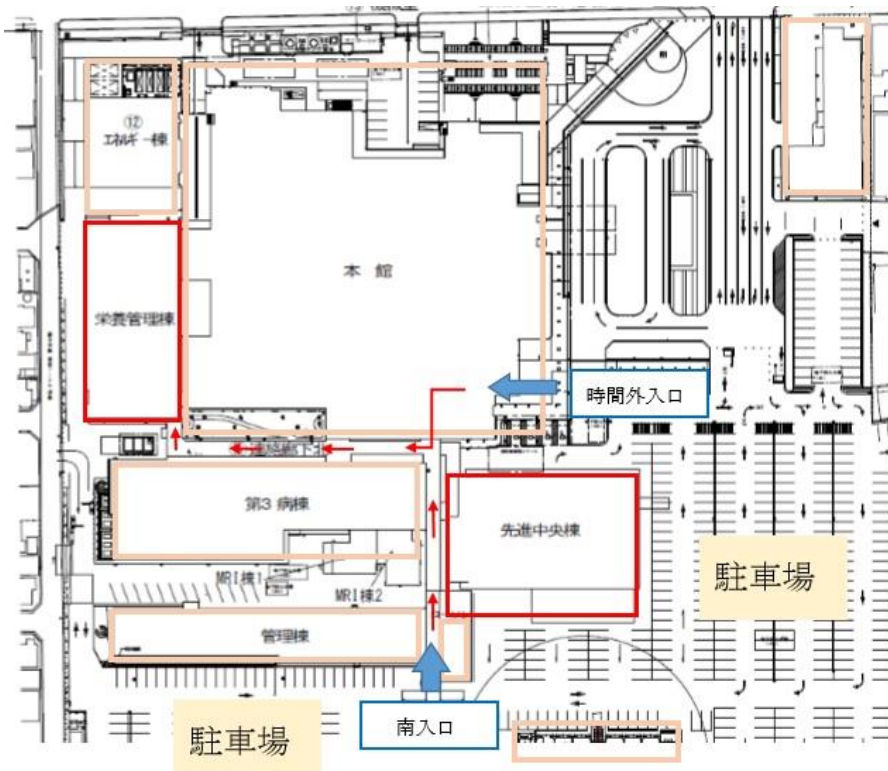 ⑫
エネルギー棟
本館
栄養管理棟
時間外入口
第3病棟
先進中央棟
駐車場
MRI棟1
MRI棟2
管理棟
南入口
駐車場